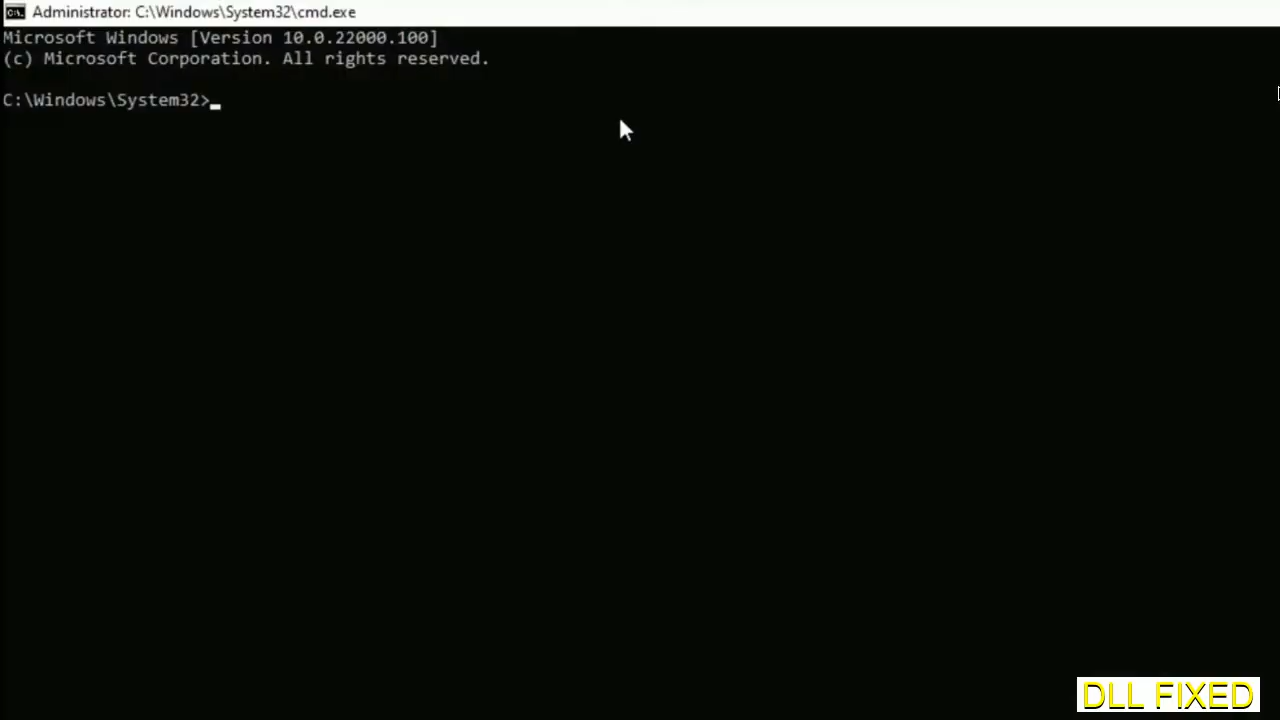 Administrator: C:\Windows\System32\cmd.exe
Microsoft Windows [Version 10.0.22000.100]
(c) Microsoft Corporation. All rights reserved.
C:\Windows\System32>
DLL FIXED